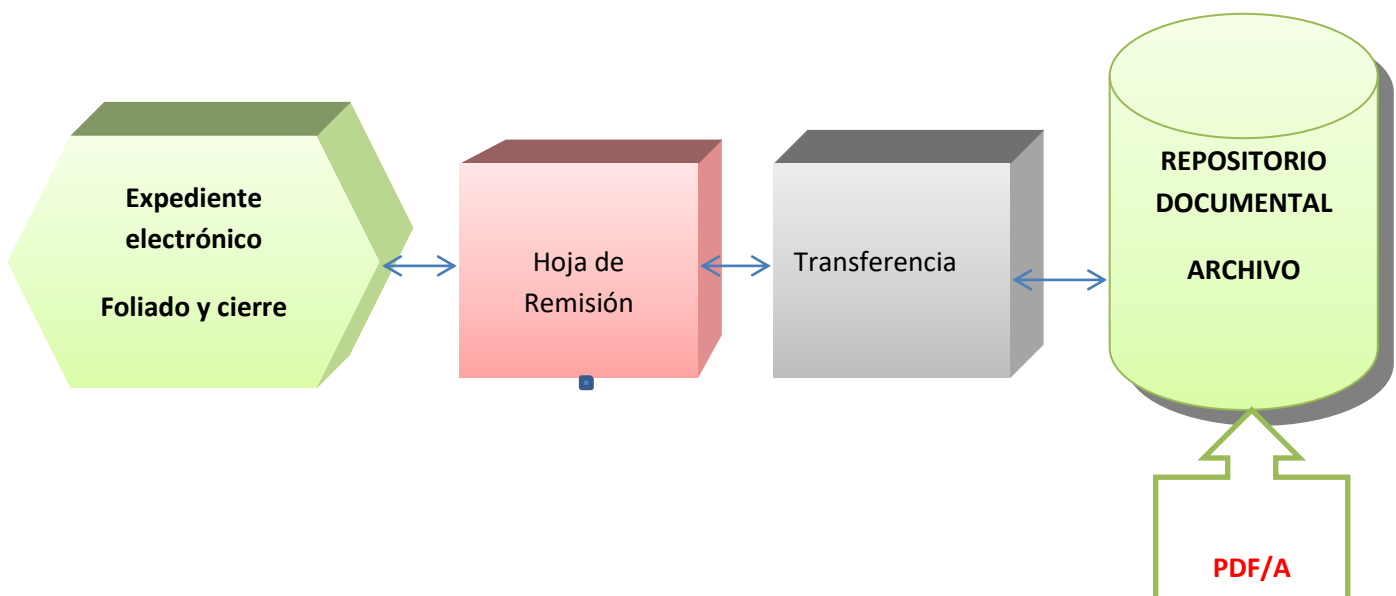 Expediente
electrónico
Foliado y cierre
Hoja de
Remisión
Transferencia
REPOSITORIO
DOCUMENTAL
ARCHIVO
PDF/A